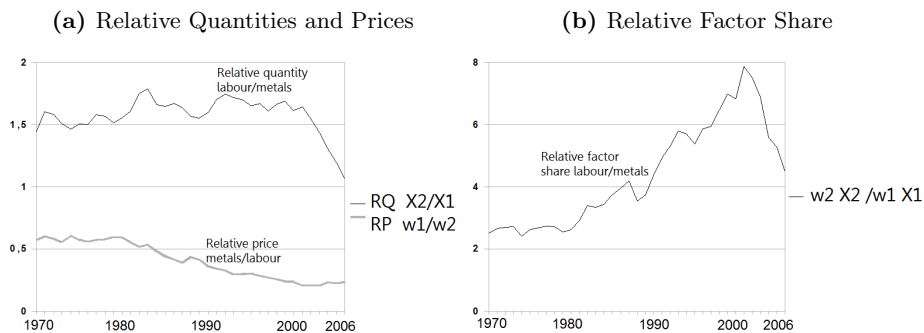 (a) Relative Quantities and Prices
2
1,5
1
0,5
0
Relative quantity
labour/metals
Relative price
metals/labour
1970
1980
1990
2000
2006
RQ X2/X1
RP w1/w2
(b) Relative Factor Share
8
6
4
2
0
Relative factor
share labour/metals
1970
1980
1990
2000
2006
w2 X2 /w1 X1